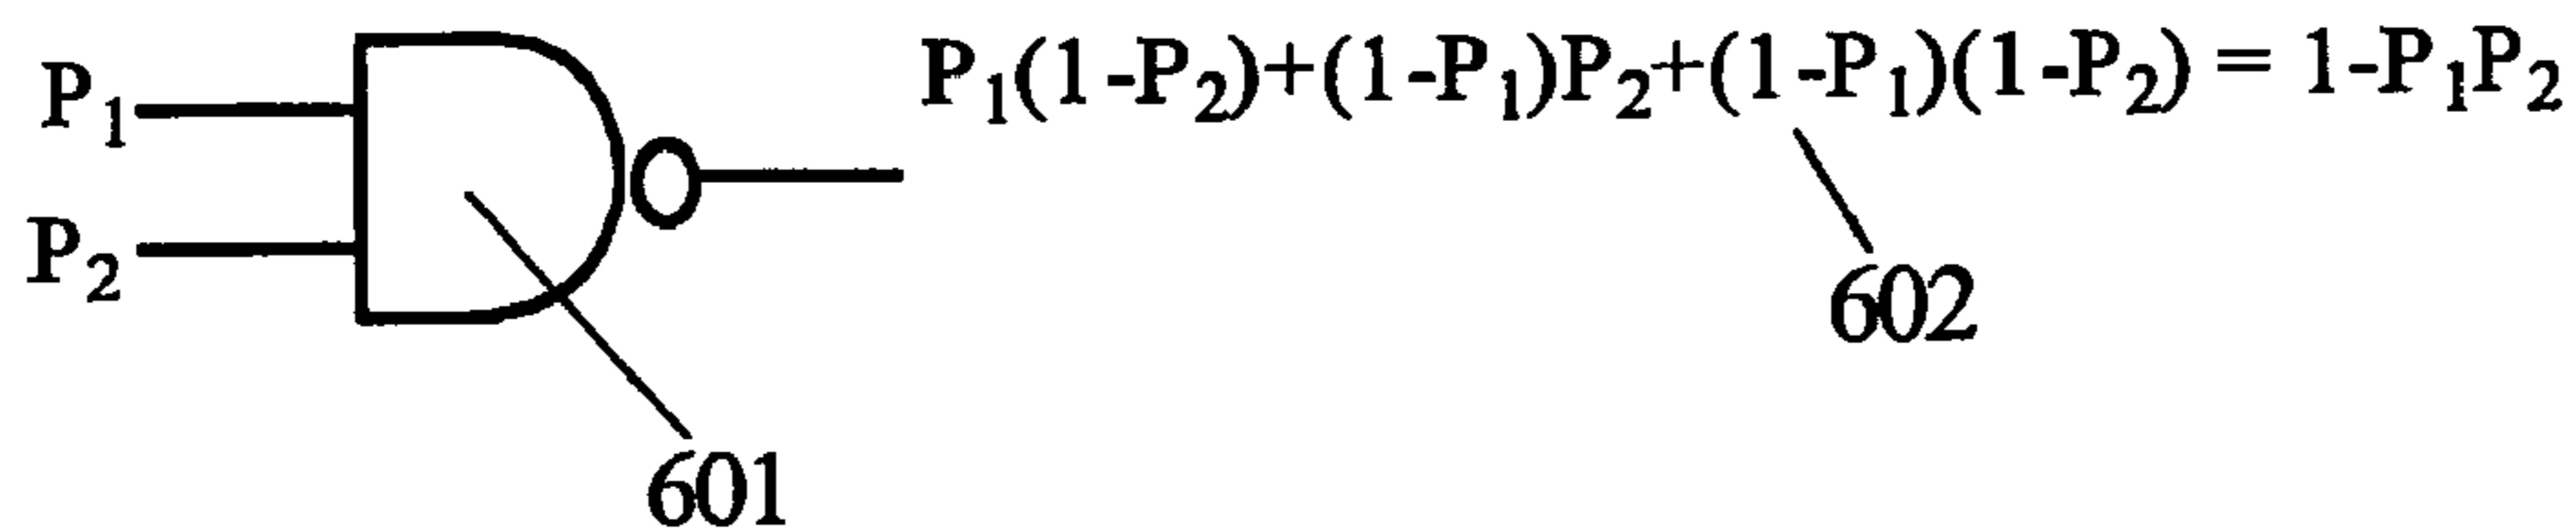 P₁
P₂
P₁(1-P₂)+(1-P₁)P₂+(1-P₁)(1-P₂) = 1-P₁P₂
602
601